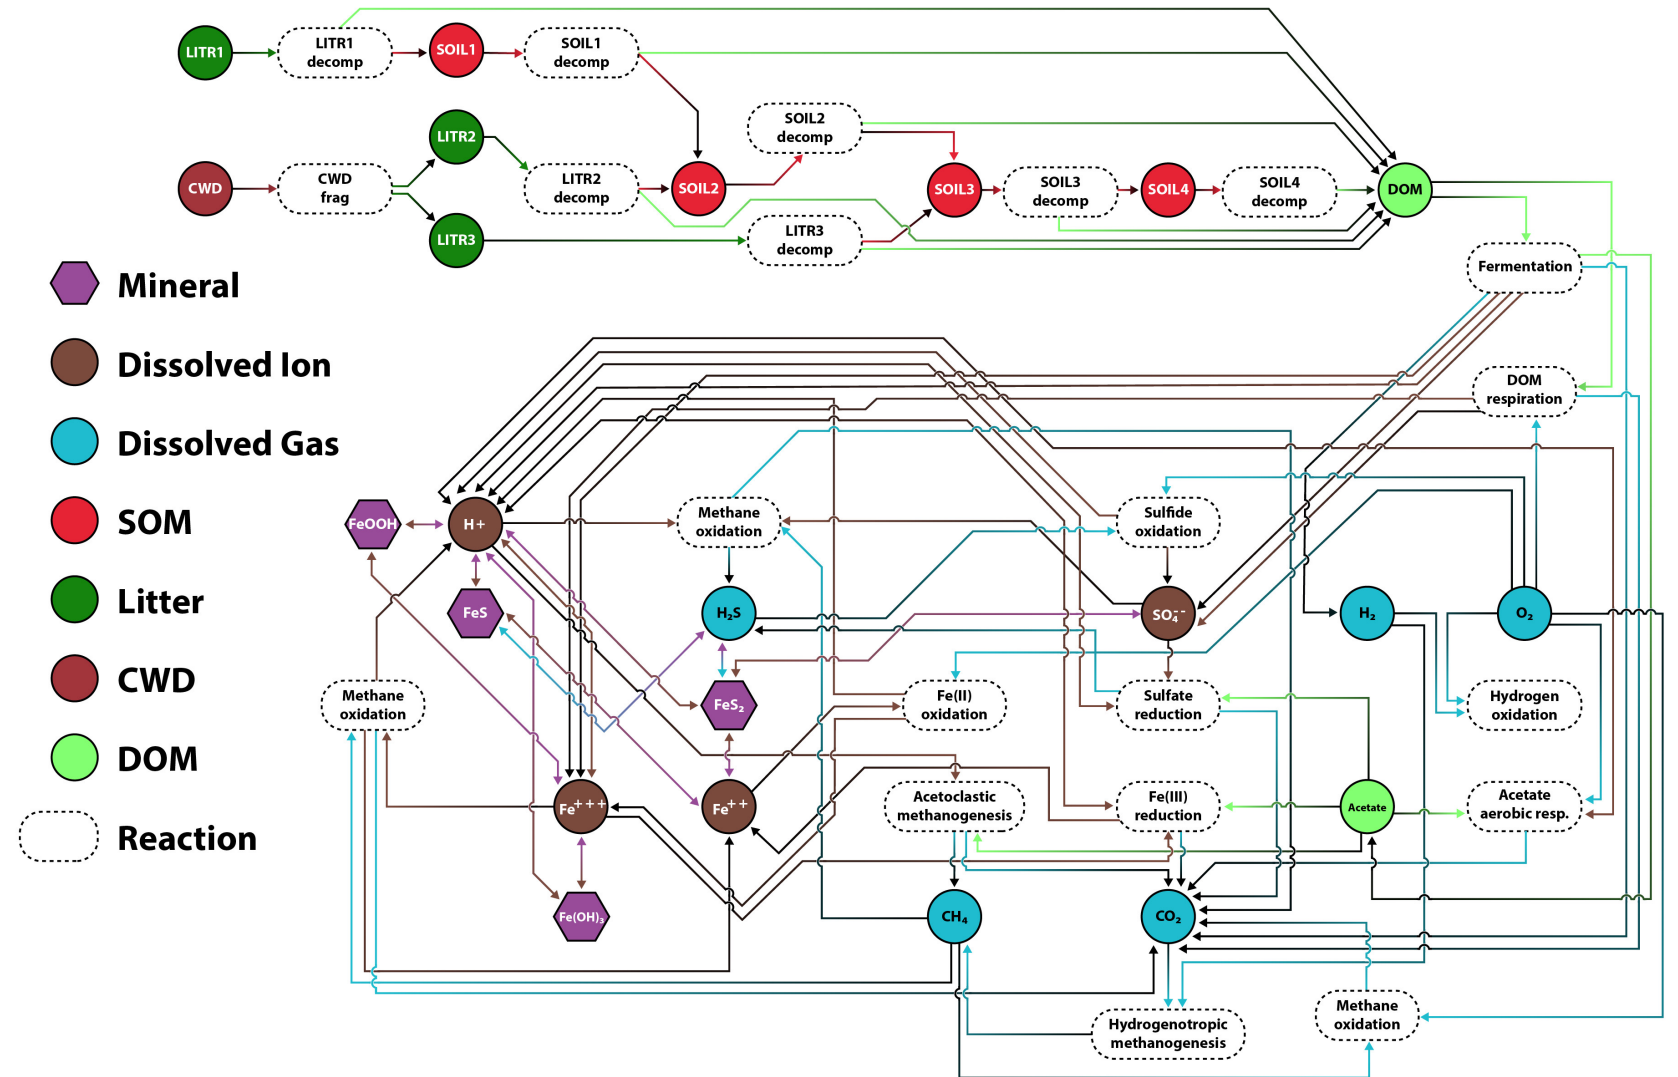 LITR1
LITR1
decomp
SOIL1
SOIL1
decomp
LITR2
SOIL2
decomp
CWD
CWD
frag
LITR2
decomp
SOIL2
SOIL3
SOIL3
decomp
SOIL4
SOIL4
decomp
DOM
LITR3
LITR3
decomp
Fermentation
Mineral
Dissolved Ion
Dissolved Gas
SOM
Litter
CWD
DOM
Reaction
DOM
respiration
FeOOH
H+
Methane
oxidation
Sulfide
oxidation
FeS
H₂S
SO₄⁻⁻
H₂
O₂
Methane
oxidation
FeS₂
Fe(II)
oxidation
Sulfate
reduction
Hydrogen
oxidation
Fe⁺⁺⁺
Fe⁺⁺
Acetoclastic
methanogenesis
Fe(III)
reduction
Acetate
Acetate
aerobic resp.
Fe(OH)₃
CH₄
CO₂
Hydrogenotropic
methanogenesis
Methane
oxidation